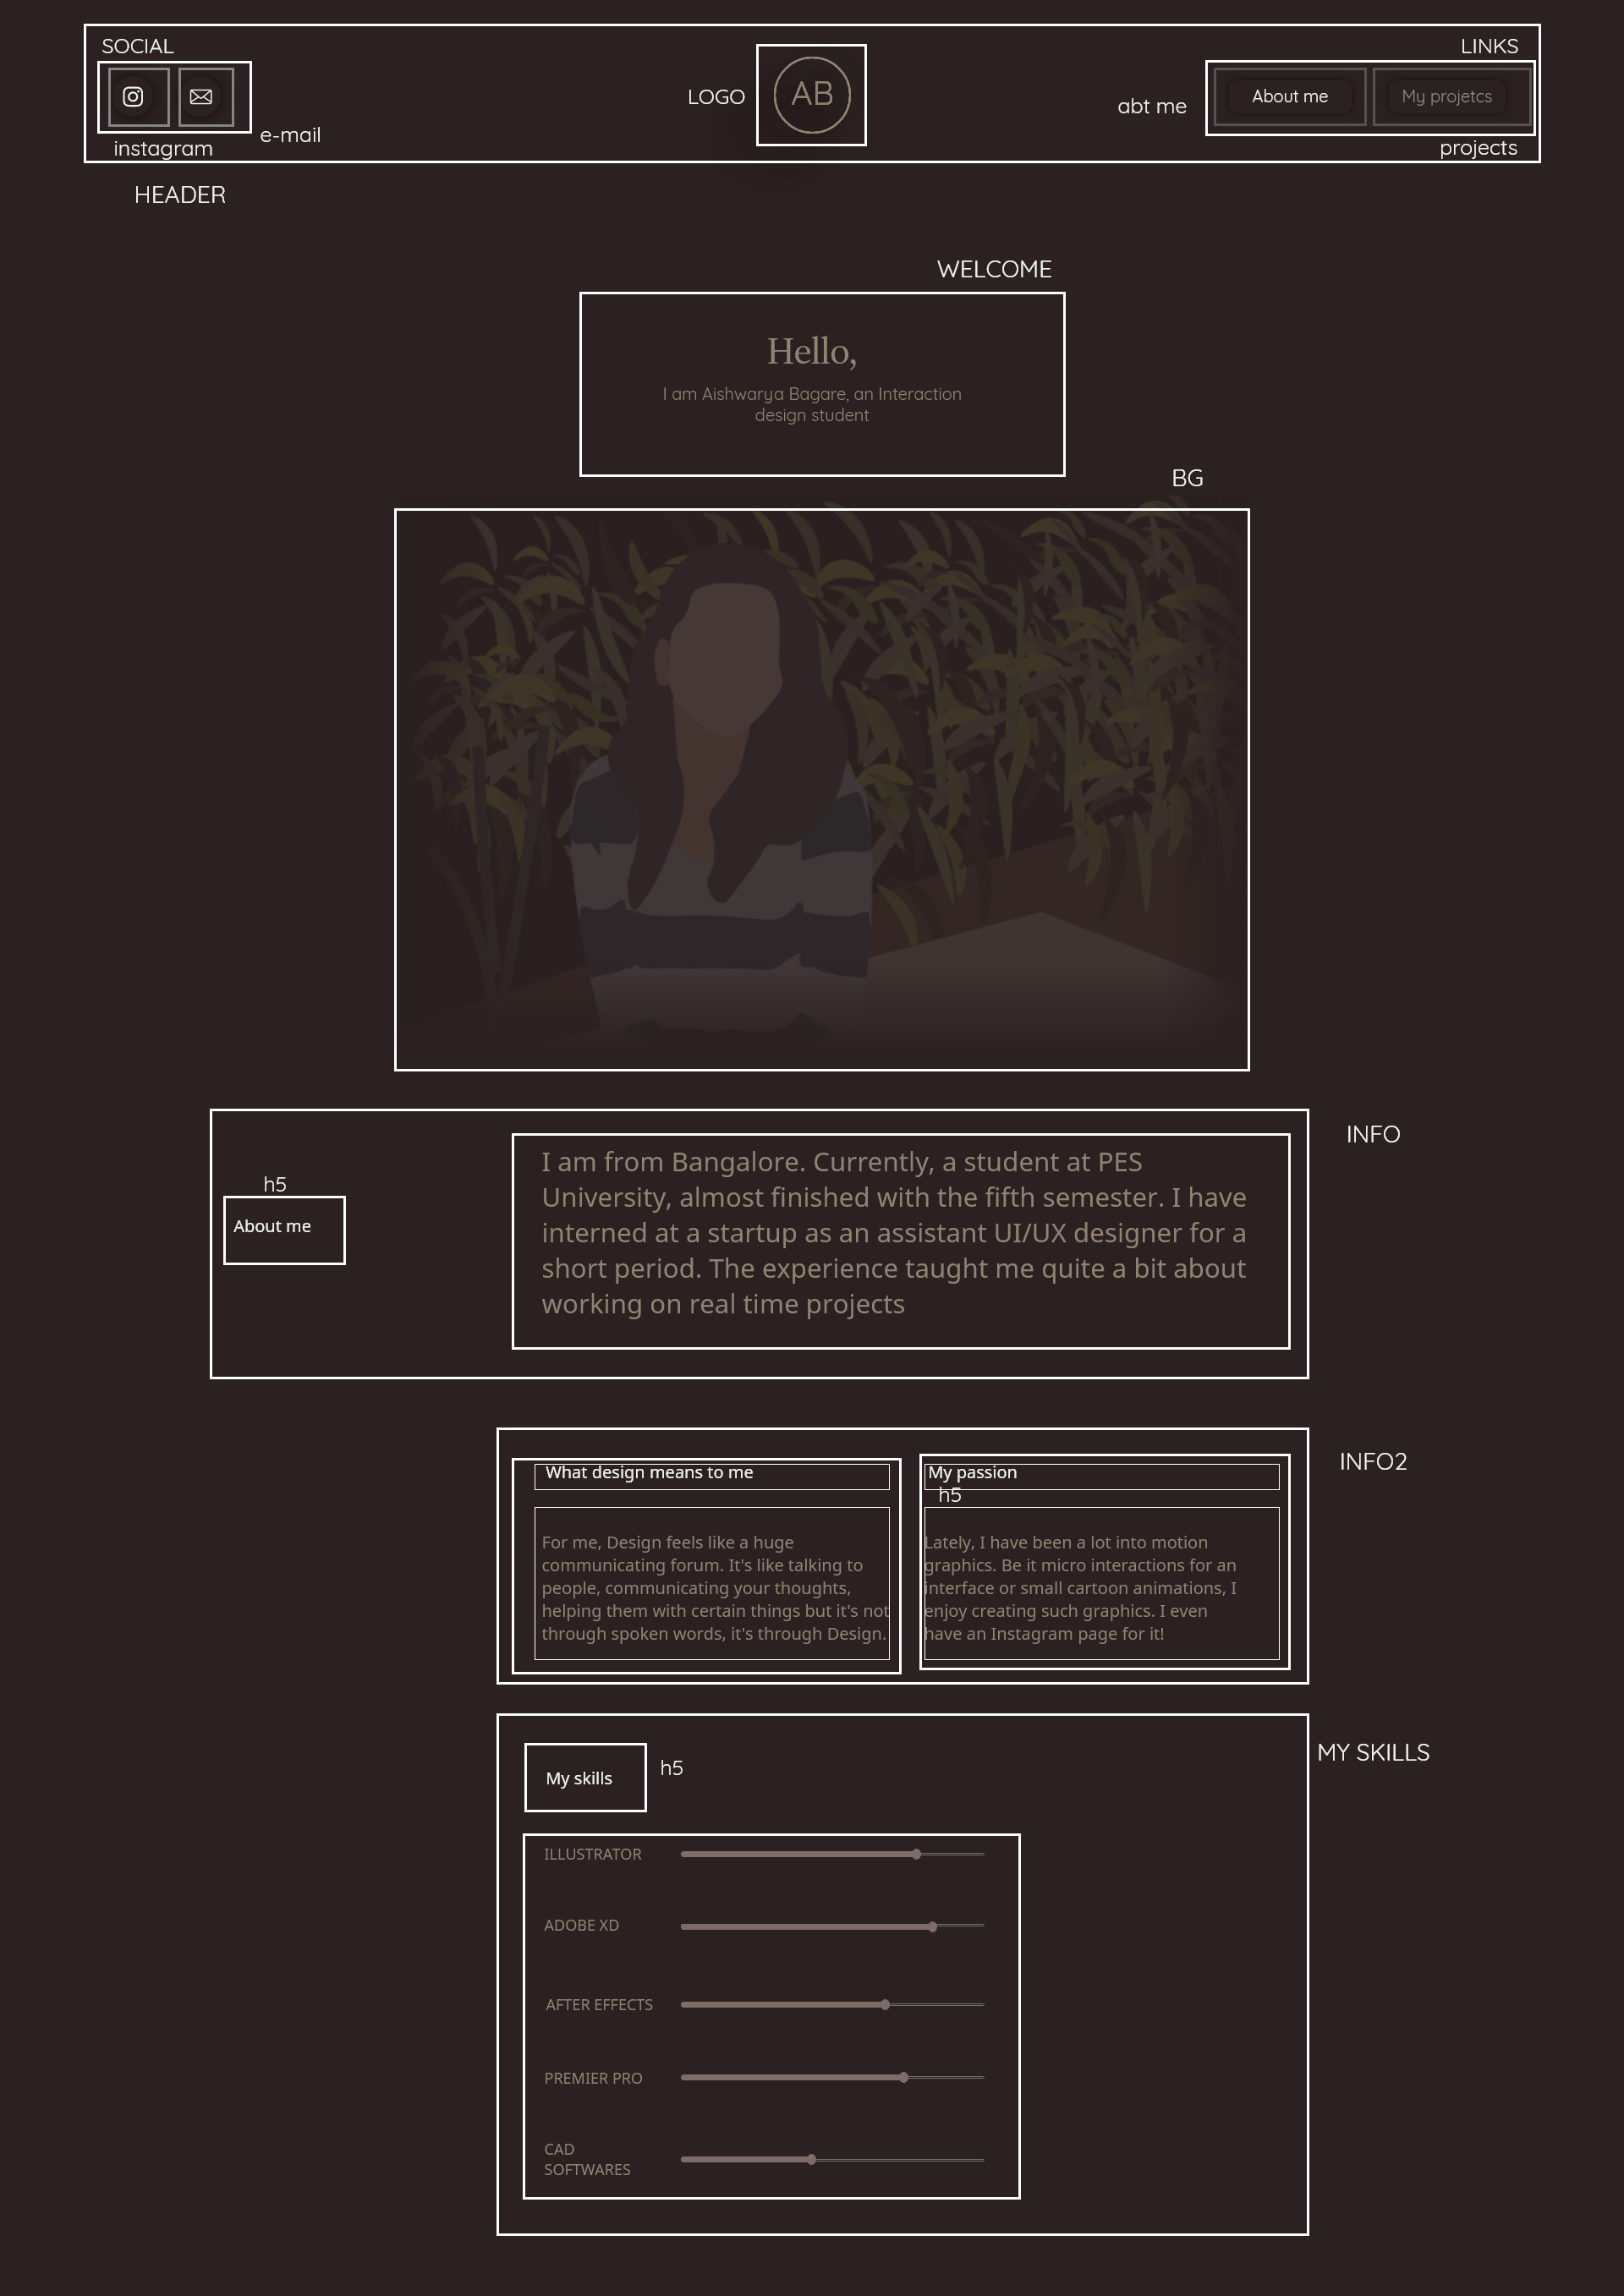 SOCIAL
LINKS
LOGO
AB
abt me
About me
My projetcs
e-mail
instagram
projects
HEADER
WELCOME
Hello,
I am Aishwarya Bagare, an Interaction
design student
BG
INFO
h5
About me
I am from Bangalore. Currently, a student at PES
University, almost finished with the fifth semester. I have
interned at a startup as an assistant UI/UX designer for a
short period. The experience taught me quite a bit about
working on real time projects
INFO2
What design means to me
For me, Design feels like a huge
communicating forum. It's like talking to
people, communicating your thoughts,
helping them with certain things but it's not
through spoken words, it's through Design.
My passion
h5
Lately, I have been a lot into motion
graphics. Be it micro interactions for an
interface or small cartoon animations, I
enjoy creating such graphics. I even
have an Instagram page for it!
MY SKILLS
My skills
h5
ILLUSTRATOR
ADOBE XD
AFTER EFFECTS
PREMIER PRO
CAD
SOFTWARES